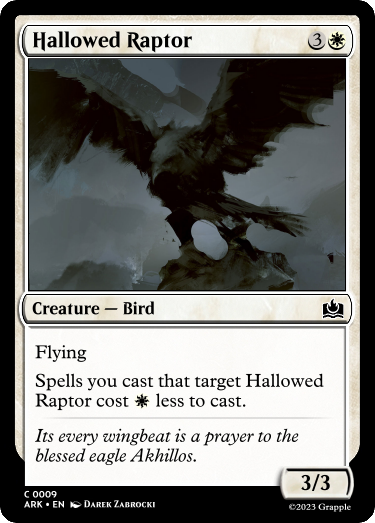 Hallowed Raptor 3
Creature — Bird
Flying
Spells you cast that target Hallowed
Raptor cost less to cast.
Its every wingbeat is a prayer to the
blessed eagle Akhillos.
3/3
C 0009
ARK • EN DAREK ZABROCKI
©2023 Grapple